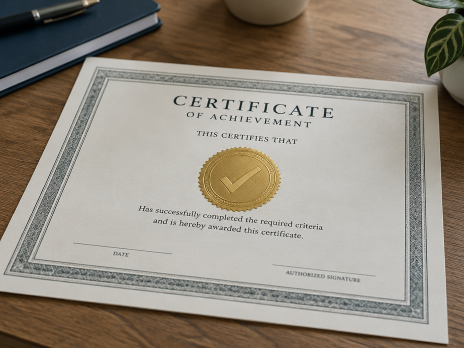 CERTIFICATE
OF ACHIEVEMENT
THIS CERTIFIES THAT
Has successfully completed the required criteria
and is hereby awarded this certificate.
DATE
AUTHORIZED SIGNATURE